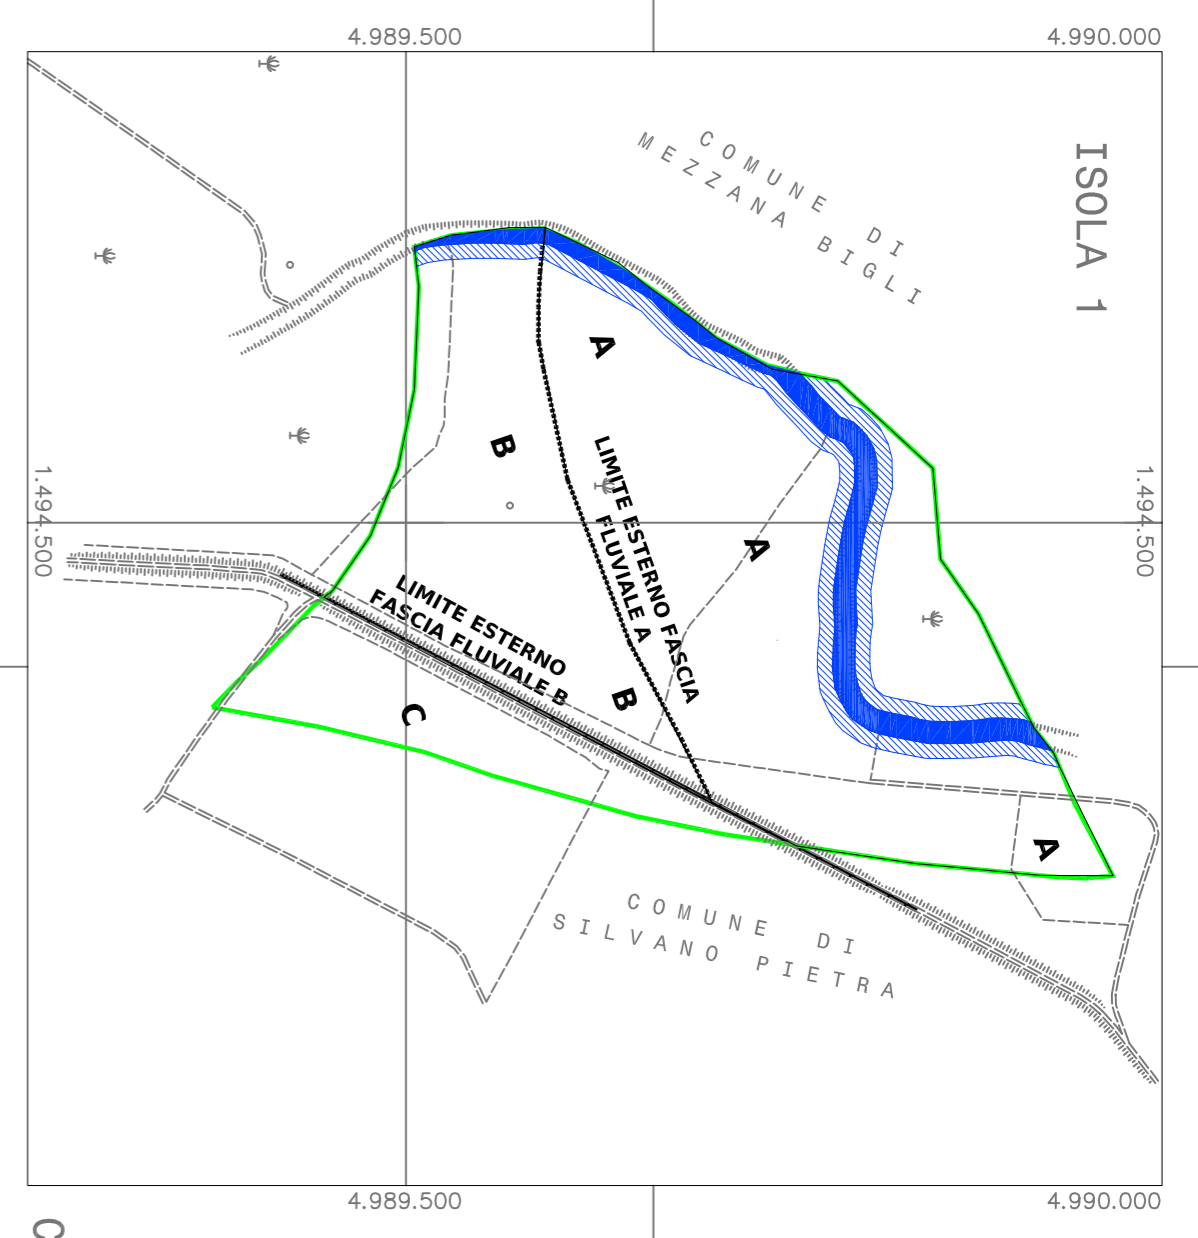 4.989.500
4.990.000
ISOLA 1
COMUNE DI
MEZZANA BIGLI
A
B
LIMITE ESTERNO FASCIA
FLUVIALE A
A
1.494.500
1.494.500
LIMITE ESTERNO
FASCIA FLUVIALE B
B
C
A
COMUNE DI
SILVANO PIETRA
4.989.500
4.990.000
C